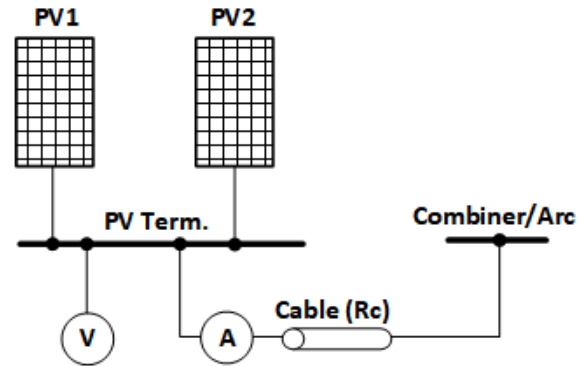 PV1
PV2
PV Term.
Combiner/Arc
Cable (Rc)
V
A